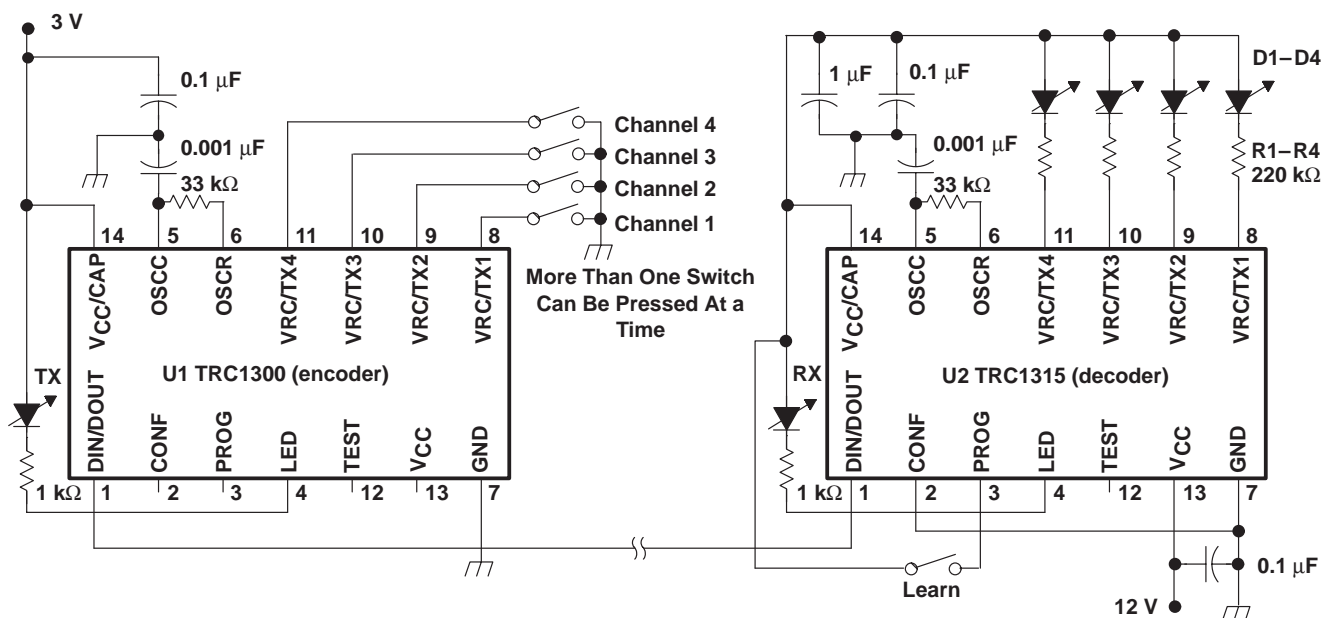 3 V
0.1 µF
0.001 µF
33 kΩ
Channel 4
Channel 3
Channel 2
Channel 1
More Than One Switch
Can Be Pressed At a
Time
14 5 6 11 10 9 8
VCC/CAP
OSCC
OSCR
VRC/TX4
VRC/TX3
VRC/TX2
VRC/TX1
U1 TRC1300 (encoder)
TX
DIN/DOUT
CONF
PROG
LED
TEST
VCC
GND
1 kΩ
1 2 3 4 12 13 7
1 µF
0.1 µF
0.001 µF
33 kΩ
D1–D4
R1–R4
220 kΩ
14 5 6 11 10 9 8
VCC/CAP
OSCC
OSCR
VRC/TX4
VRC/TX3
VRC/TX2
VRC/TX1
U2 TRC1315 (decoder)
RX
DIN/DOUT
CONF
PROG
LED
TEST
VCC
GND
1 kΩ
1 2 3 4 12 13 7
Learn
0.1 µF
12 V